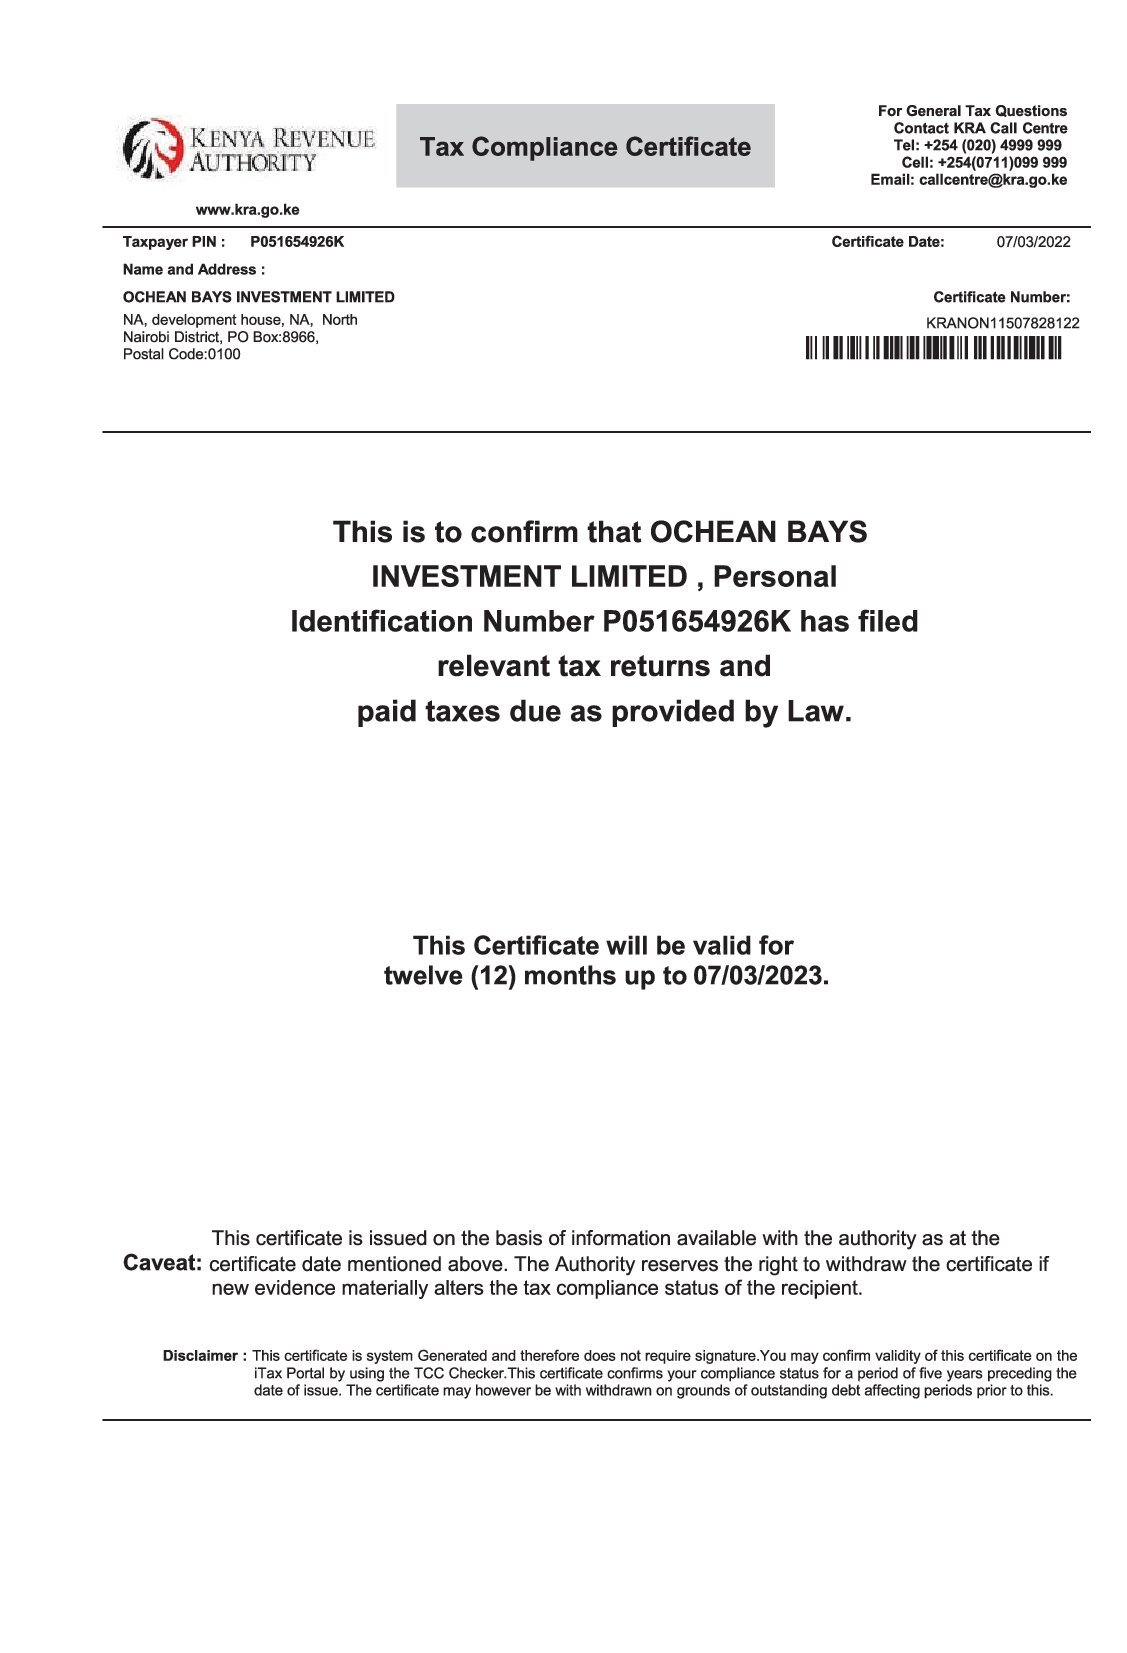 KENYA REVENUE
AUTHORITY
www.kra.go.ke
Tax Compliance Certificate
For General Tax Questions
Contact KRA Call Centre
Tel: +254 (020) 4999 999
Cell: +254(0711)099 999
Email: callcentre@kra.go.ke
Taxpayer PIN : P051654926K
Certificate Date: 07/03/2022
Name and Address :
OCHEAN BAYS INVESTMENT LIMITED
Certificate Number:
NA, development house, NA, North
Nairobi District, PO Box:8966,
Postal Code:0100
KRANON11507828122
This is to confirm that OCHEAN BAYS
INVESTMENT LIMITED , Personal
Identification Number P051654926K has filed
relevant tax returns and
paid taxes due as provided by Law.
This Certificate will be valid for
twelve (12) months up to 07/03/2023.
This certificate is issued on the basis of information available with the authority as at the
Caveat: certificate date mentioned above. The Authority reserves the right to withdraw the certificate if
new evidence materially alters the tax compliance status of the recipient.
Disclaimer : This certificate is system Generated and therefore does not require signature.You may confirm validity of this certificate on the
iTax Portal by using the TCC Checker.This certificate confirms your compliance status for a period of five years preceding the
date of issue. The certificate may however be with withdrawn on grounds of outstanding debt affecting periods prior to this.